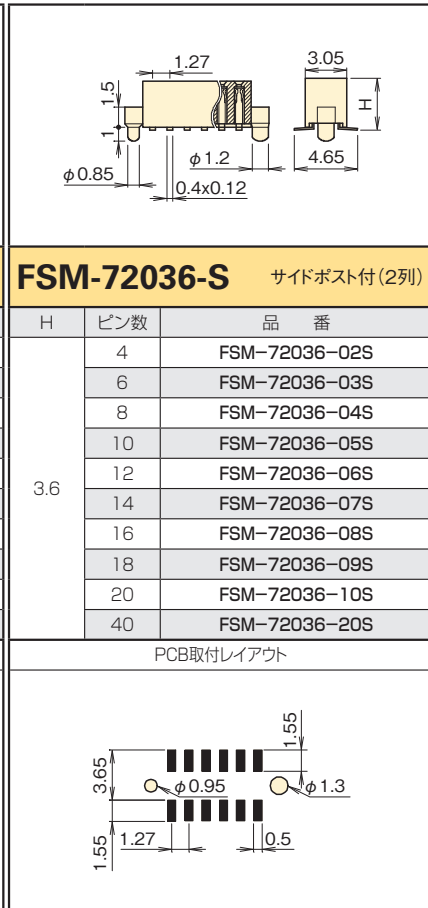 1.27
3.05
1.5
H
1
φ1.2
φ0.85
4.65
0.4x0.12
FSM-72036-S サイドポスト付(2列)
H ピン数 品 番
3.6
4 FSM−72036−02S
6 FSM−72036−03S
8 FSM−72036−04S
10 FSM−72036−05S
12 FSM−72036−06S
14 FSM−72036−07S
16 FSM−72036−08S
18 FSM−72036−09S
20 FSM−72036−10S
40 FSM−72036−20S
PCB取付レイアウト
1.55
3.65
φ0.95
φ1.3
1.55
1.27
0.5